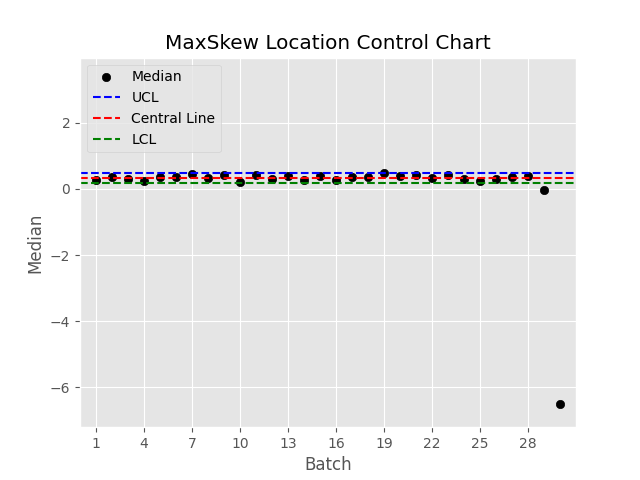 MaxSkew Location Control Chart
Median
UCL
Central Line
LCL
2
0
−2
−4
−6
Median
1 4 7 10 13 16 19 22 25 28
Batch